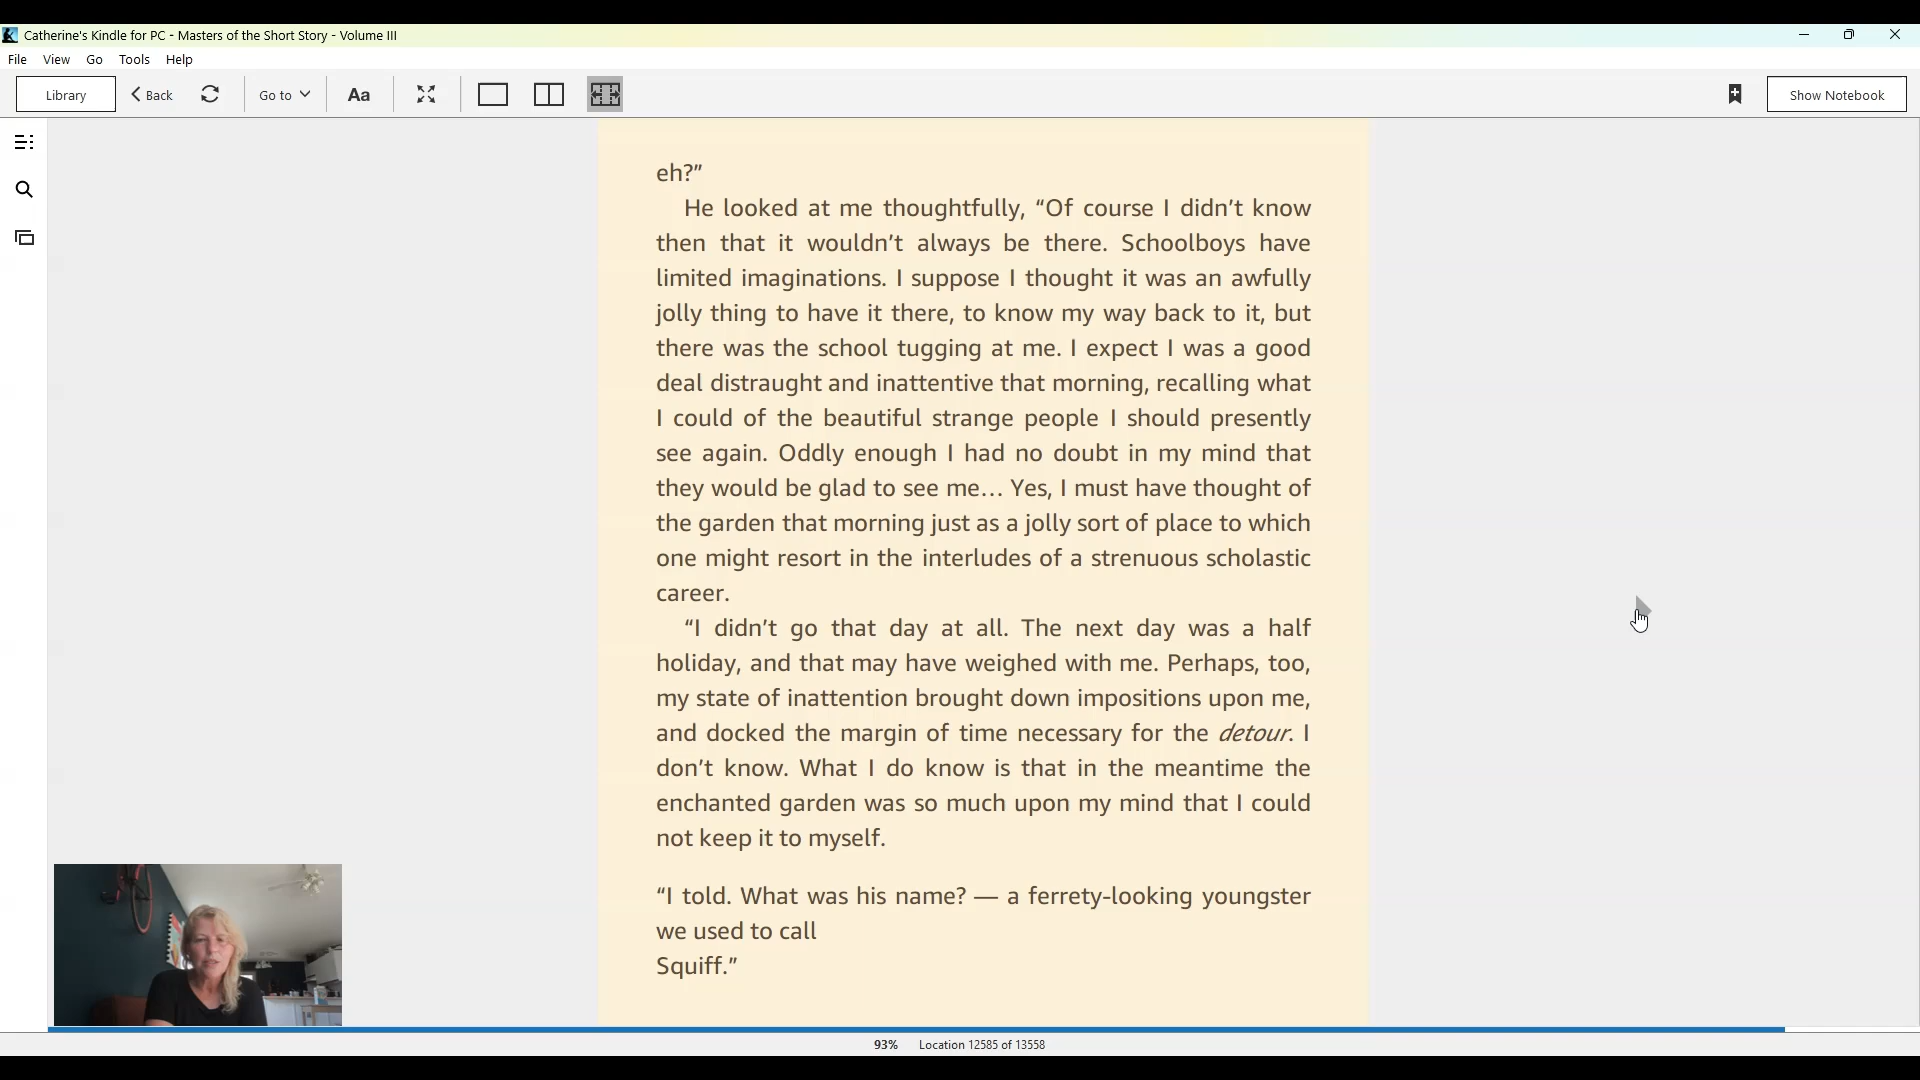 Catherine's Kindle for PC - Masters of the Short Story - Volume III
File View Go Tools Help
Library Back Go to Aa Show Notebook
eh?”
He looked at me thoughtfully, “Of course I didn’t know
then that it wouldn’t always be there. Schoolboys have
limited imaginations. I suppose I thought it was an awfully
jolly thing to have it there, to know my way back to it, but
there was the school tugging at me. I expect I was a good
deal distraught and inattentive that morning, recalling what
I could of the beautiful strange people I should presently
see again. Oddly enough I had no doubt in my mind that
they would be glad to see me… Yes, I must have thought of
the garden that morning just as a jolly sort of place to which
one might resort in the interludes of a strenuous scholastic
career.
“I didn’t go that day at all. The next day was a half
holiday, and that may have weighed with me. Perhaps, too,
my state of inattention brought down impositions upon me,
and docked the margin of time necessary for the detour. I
don’t know. What I do know is that in the meantime the
enchanted garden was so much upon my mind that I could
not keep it to myself.
“I told. What was his name? — a ferrety-looking youngster
we used to call
Squiff.”
93% Location 12585 of 13558